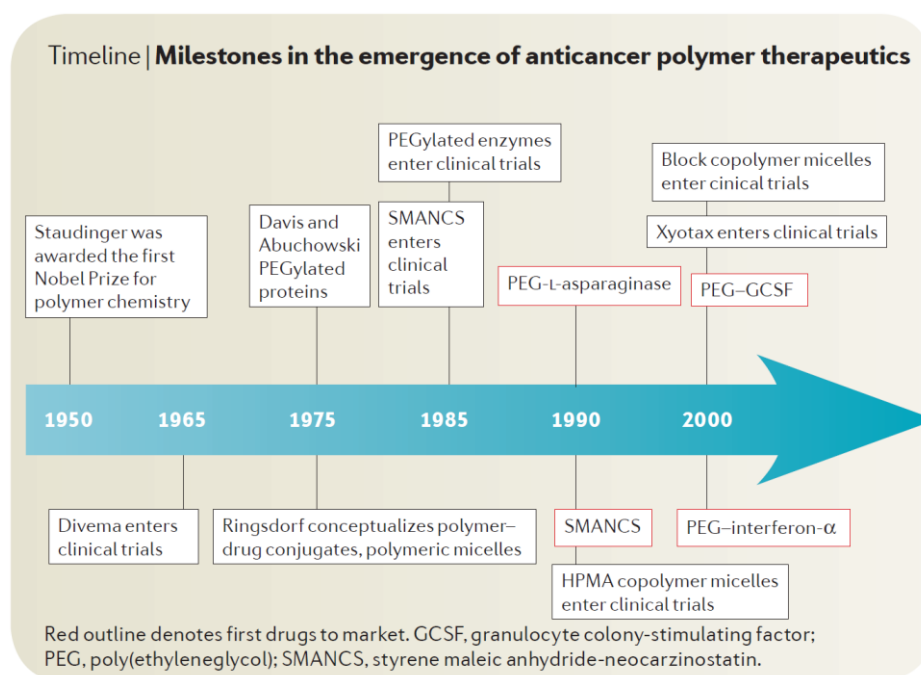 Timeline | Milestones in the emergence of anticancer polymer therapeutics
PEGylated enzymes
enter clinical trials
Block copolymer micelles
enter cinical trials
Staudinger was
awarded the first
Nobel Prize for
polymer chemistry
Davis and
Abuchowski
PEGylated
proteins
SMANCS
enters
clinical
trials
Xyotax enters clinical trials
PEG-L-asparaginase
PEG–GCSF
1950
1965
1975
1985
1990
2000
Divema enters
clinical trials
Ringsdorf conceptualizes polymer–
drug conjugates, polymeric micelles
SMANCS
PEG–interferon-α
HPMA copolymer micelles
enter clinical trials
Red outline denotes first drugs to market. GCSF, granulocyte colony-stimulating factor;
PEG, poly(ethyleneglycol); SMANCS, styrene maleic anhydride-neocarzinostatin.